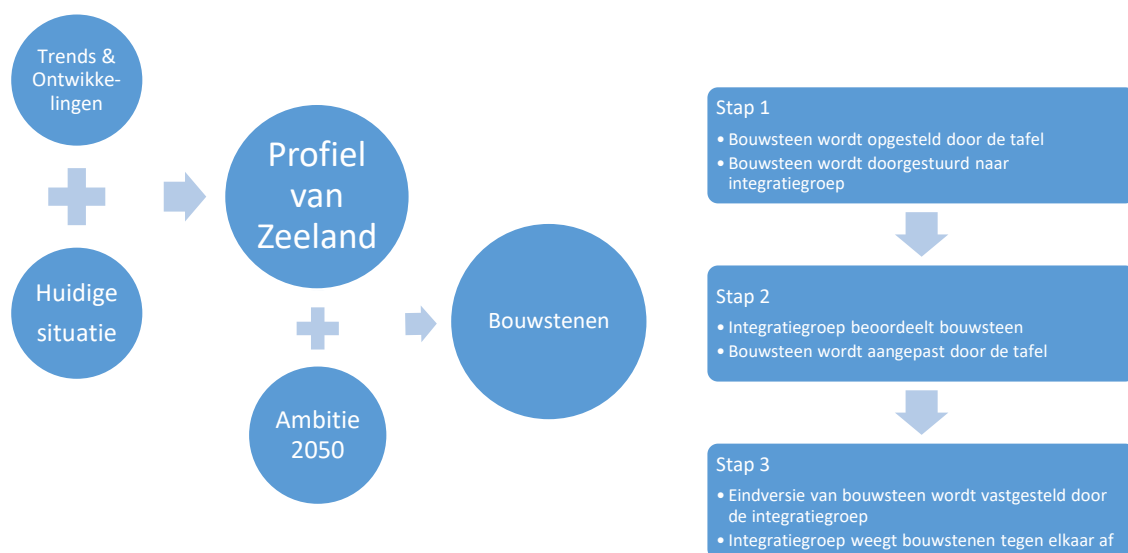 Trends &
Ontwikke-
lingen
Huidige
situatie
Profiel
van
Zeeland
Ambitie
2050
Bouwstenen
Stap 1
• Bouwsteen wordt opgesteld door de tafel
• Bouwsteen wordt doorgestuurd naar
integratiegroep
Stap 2
• Integratiegroep beoordeelt bouwsteen
• Bouwsteen wordt aangepast door de tafel
Stap 3
• Eindversie van bouwsteen wordt vastgesteld door
de integratiegroep
• Integratiegroep weegt bouwstenen tegen elkaar af